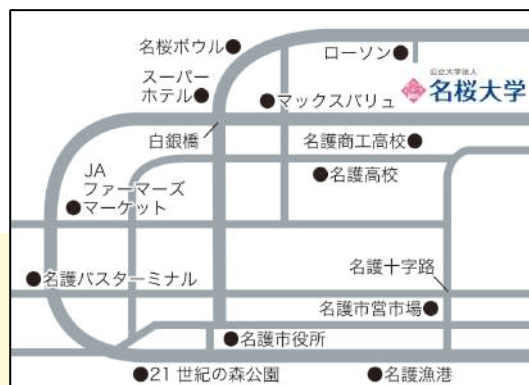 名桜ボウル
ローソン
公立大学法人
名桜大学
スーパー
ホテル
マックスバリュ
白銀橋
名護商工高校
JA
ファーマーズ
マーケット
名護高校
名護バスターミナル
名護十字路
名護市営市場
名護市役所
21世紀の森公園
名護漁港